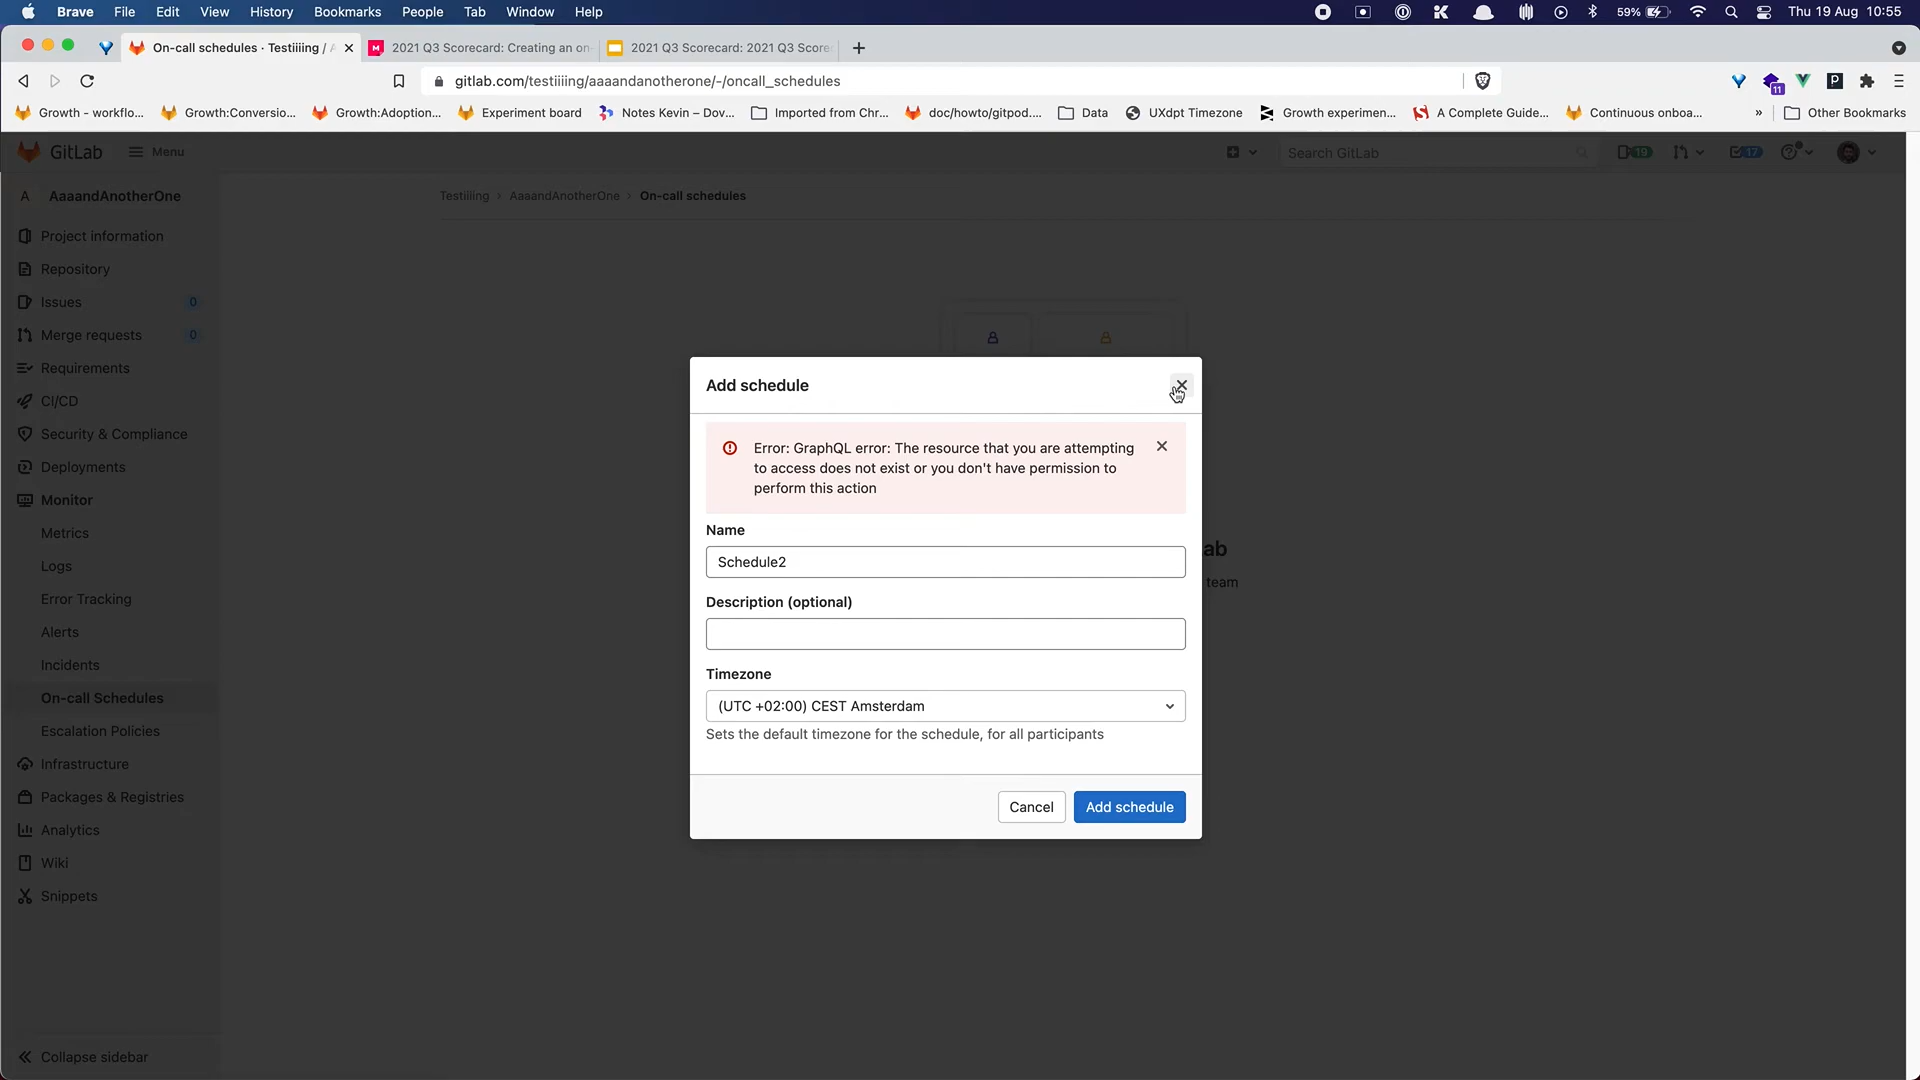 Brave File Edit View History Bookmarks People Tab Window Help 59% Thu 19 Aug 10:55
On-call schedules · Testiiiing / A 2021 Q3 Scorecard: Creating an on- 2021 Q3 Scorecard: 2021 Q3 Score
gitlab.com/testiiiing/aaaandanotherone/-/oncall_schedules
11
Growth - workflo... Growth:Conversio... Growth:Adoption... Experiment board Notes Kevin – Dov... Imported from Chr... doc/howto/gitpod.... Data UXdpt Timezone Growth experimen... A Complete Guide... Continuous onboa... » Other Bookmarks
GitLab Menu Search GitLab 19 17
A AaaandAnotherOne
Testiiiing › AaaandAnotherOne › On-call schedules
Project information
Repository
Issues 0
Merge requests 0
Requirements
CI/CD
Security & Compliance
Deployments
Monitor
Metrics
Logs
Error Tracking
Alerts
Incidents
On-call Schedules
Escalation Policies
Infrastructure
Packages & Registries
Analytics
Wiki
Snippets
Collapse sidebar
ab
team
Add schedule
Error: GraphQL error: The resource that you are attempting
to access does not exist or you don't have permission to
perform this action
Name
Schedule2
Description (optional)
Timezone
(UTC +02:00) CEST Amsterdam
Sets the default timezone for the schedule, for all participants
Cancel Add schedule